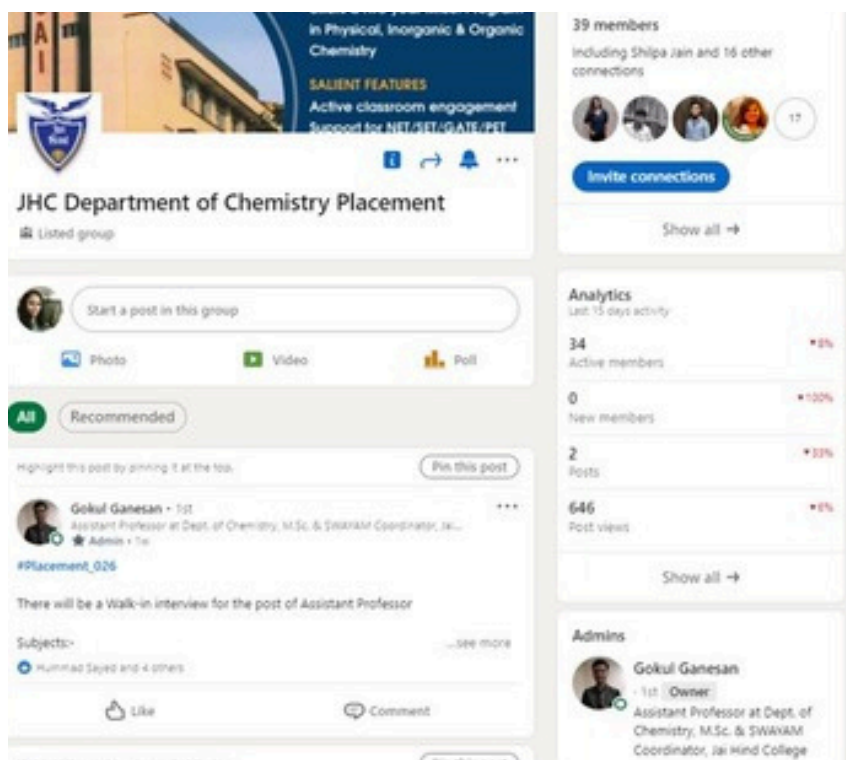 in Physical, Inorganic & Organic
Chemistry
SALIENT FEATURES
Active classroom engagement
Support for NET/SET/GATE/PET
JHC Department of Chemistry Placement
Listed group
Start a post in this group
Photo
Video
Poll
All
Recommended
Highlight this post by pinning it at the top.
Pin this post
Gokul Ganesan • 1st
Assistant Professor at Dept. of Chemistry, M.Sc. & SWAYAM Coordinator, Jai...
Admin • 1w
#Placement_026
There will be a Walk-in interview for the post of Assistant Professor
Subjects:-
...see more
Hummad Sayed and 4 others
Like
Comment
39 members
Including Shilpa Jain and 16 other
connections
17
Invite connections
Show all →
Analytics
Last 15 days activity
34
Active members
0
New members
▼100%
2
Posts
▼33%
646
Post views
Show all →
Admins
Gokul Ganesan
· 1st Owner
Assistant Professor at Dept. of
Chemistry, M.Sc. & SWAYAM
Coordinator, Jai Hind College